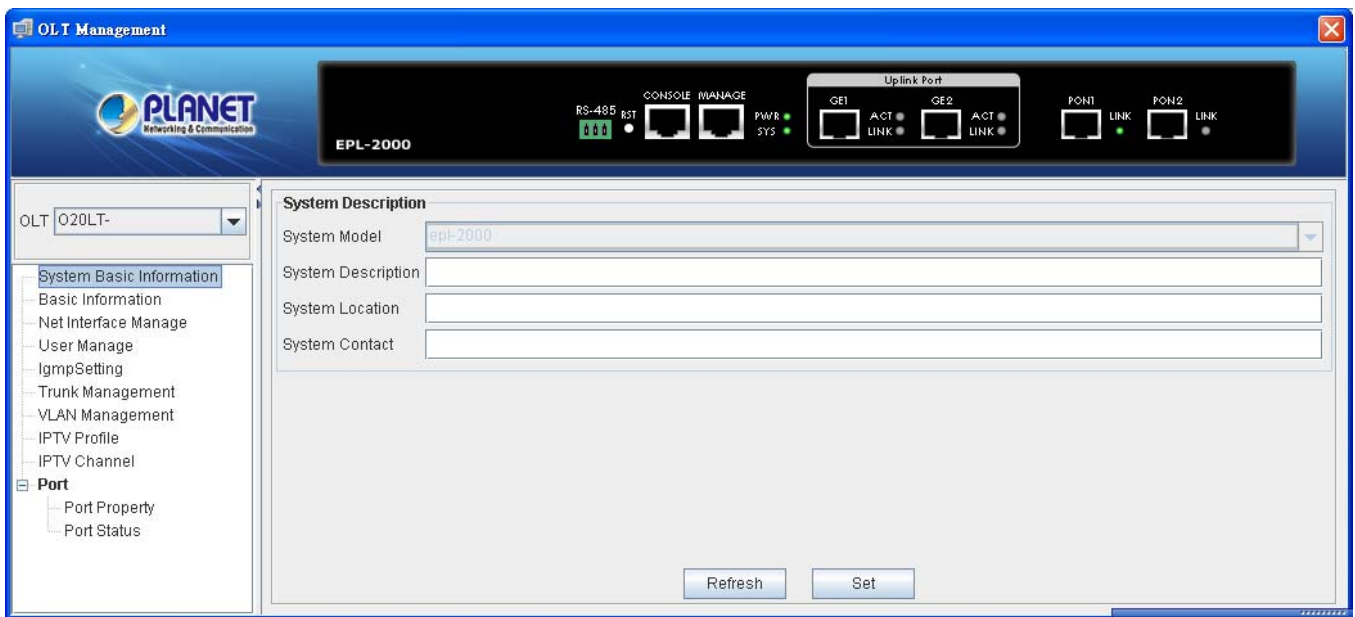 OLT Management
PLANET
Networking & Communication
EPL-2000
RS-485 RST
CONSOLE MANAGE
PWR
SYS
Uplink Port
GE1
ACT
LINK
GE2
ACT
LINK
PON1
LINK
PON2
LINK
OLT O20LT-
System Basic Information
Basic Information
Net Interface Manage
User Manage
IgmpSetting
Trunk Management
VLAN Management
IPTV Profile
IPTV Channel
Port
Port Property
Port Status
System Description
System Model epl-2000
System Description
System Location
System Contact
Refresh Set